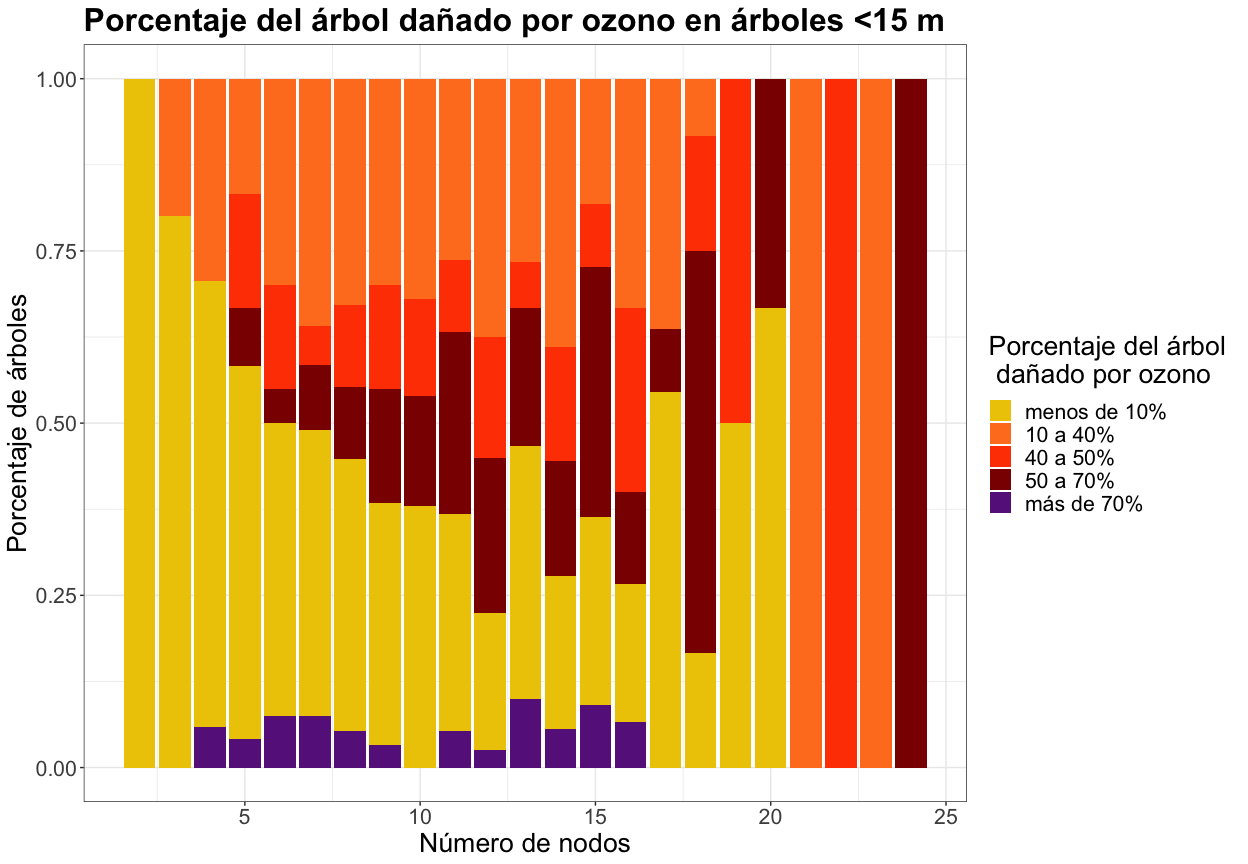 Porcentaje del árbol dañado por ozono en árboles <15 m
Porcentaje de árboles
1.00
0.75
0.50
0.25
0.00
5
10
15
20
25
Número de nodos
Porcentaje del árbol
dañado por ozono
menos de 10%
10 a 40%
40 a 50%
50 a 70%
más de 70%